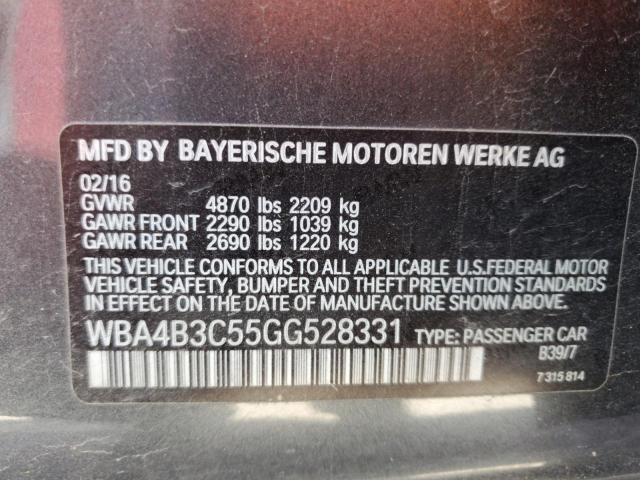 MFD BY BAYERISCHE MOTOREN WERKE AG
02/16
GVWR 4870 lbs 2209 kg
GAWR FRONT 2290 lbs 1039 kg
GAWR REAR 2690 lbs 1220 kg
THIS VEHICLE CONFORMS TO ALL APPLICABLE U.S.FEDERAL MOTOR
VEHICLE SAFETY, BUMPER AND THEFT PREVENTION STANDARDS
IN EFFECT ON THE DATE OF MANUFACTURE SHOWN ABOVE.
WBA4B3C55GG528331 TYPE: PASSENGER CAR
B39/7
7 315 814